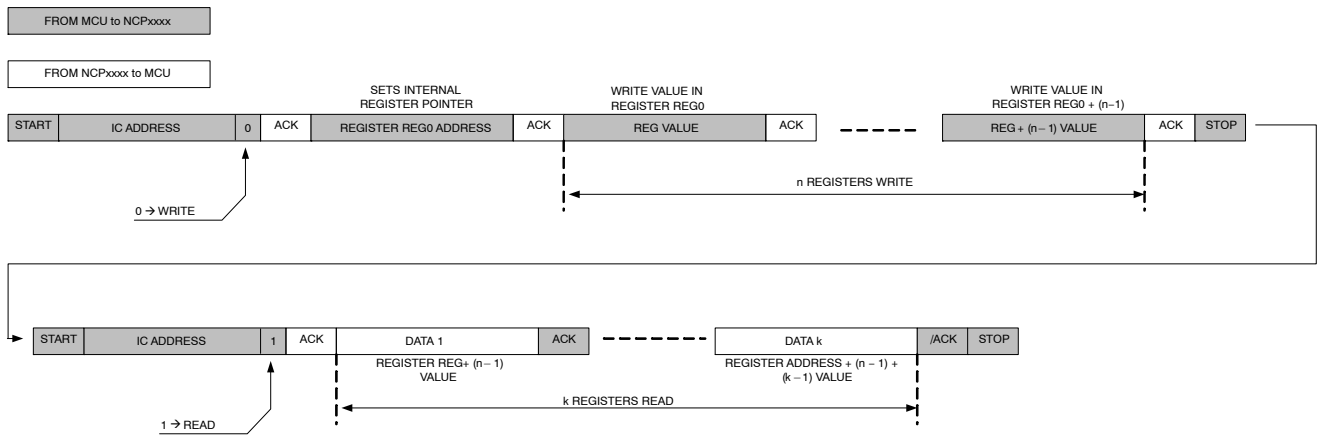 FROM MCU to NCPxxxx
FROM NCPxxxx to MCU
SETS INTERNAL
REGISTER POINTER
WRITE VALUE IN
REGISTER REG0
WRITE VALUE IN
REGISTER REG0 + (n−1)
START IC ADDRESS 0 ACK REGISTER REG0 ADDRESS ACK REG VALUE ACK REG + (n − 1) VALUE ACK STOP
n REGISTERS WRITE
0 → WRITE
START IC ADDRESS 1 ACK DATA 1 ACK DATA k /ACK STOP
REGISTER REG+ (n − 1)
VALUE
REGISTER ADDRESS + (n − 1) +
(k − 1) VALUE
k REGISTERS READ
1 → READ